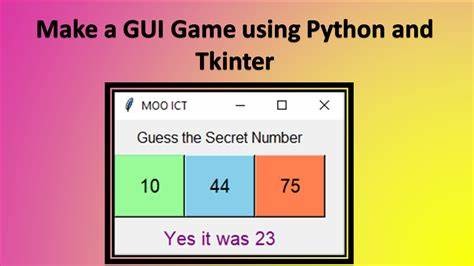 Make a GUI Game using Python and
Tkinter
MOO ICT
Guess the Secret Number
10 44 75
Yes it was 23